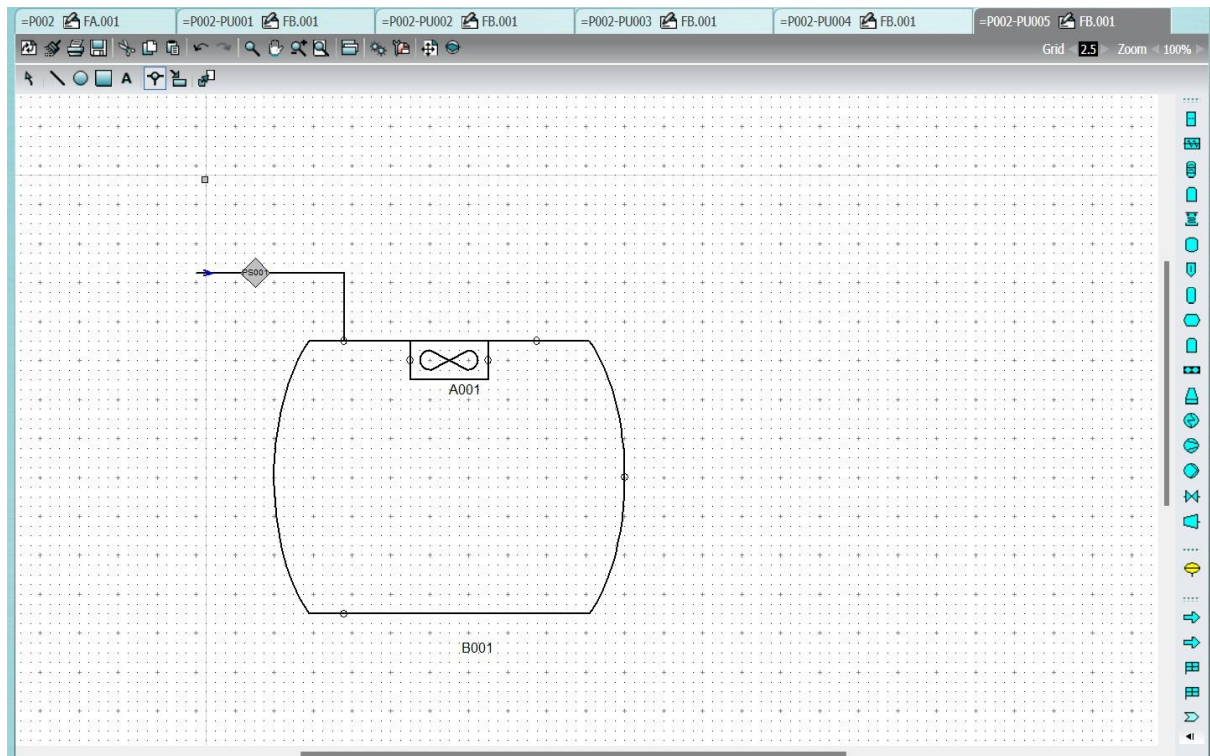 =P002 FA.001
=P002-PU001 FB.001
=P002-PU002 FB.001
=P002-PU003 FB.001
=P002-PU004 FB.001
=P002-PU005 FB.001
Grid 2.5 Zoom 100%
A
PS001
A001
B001